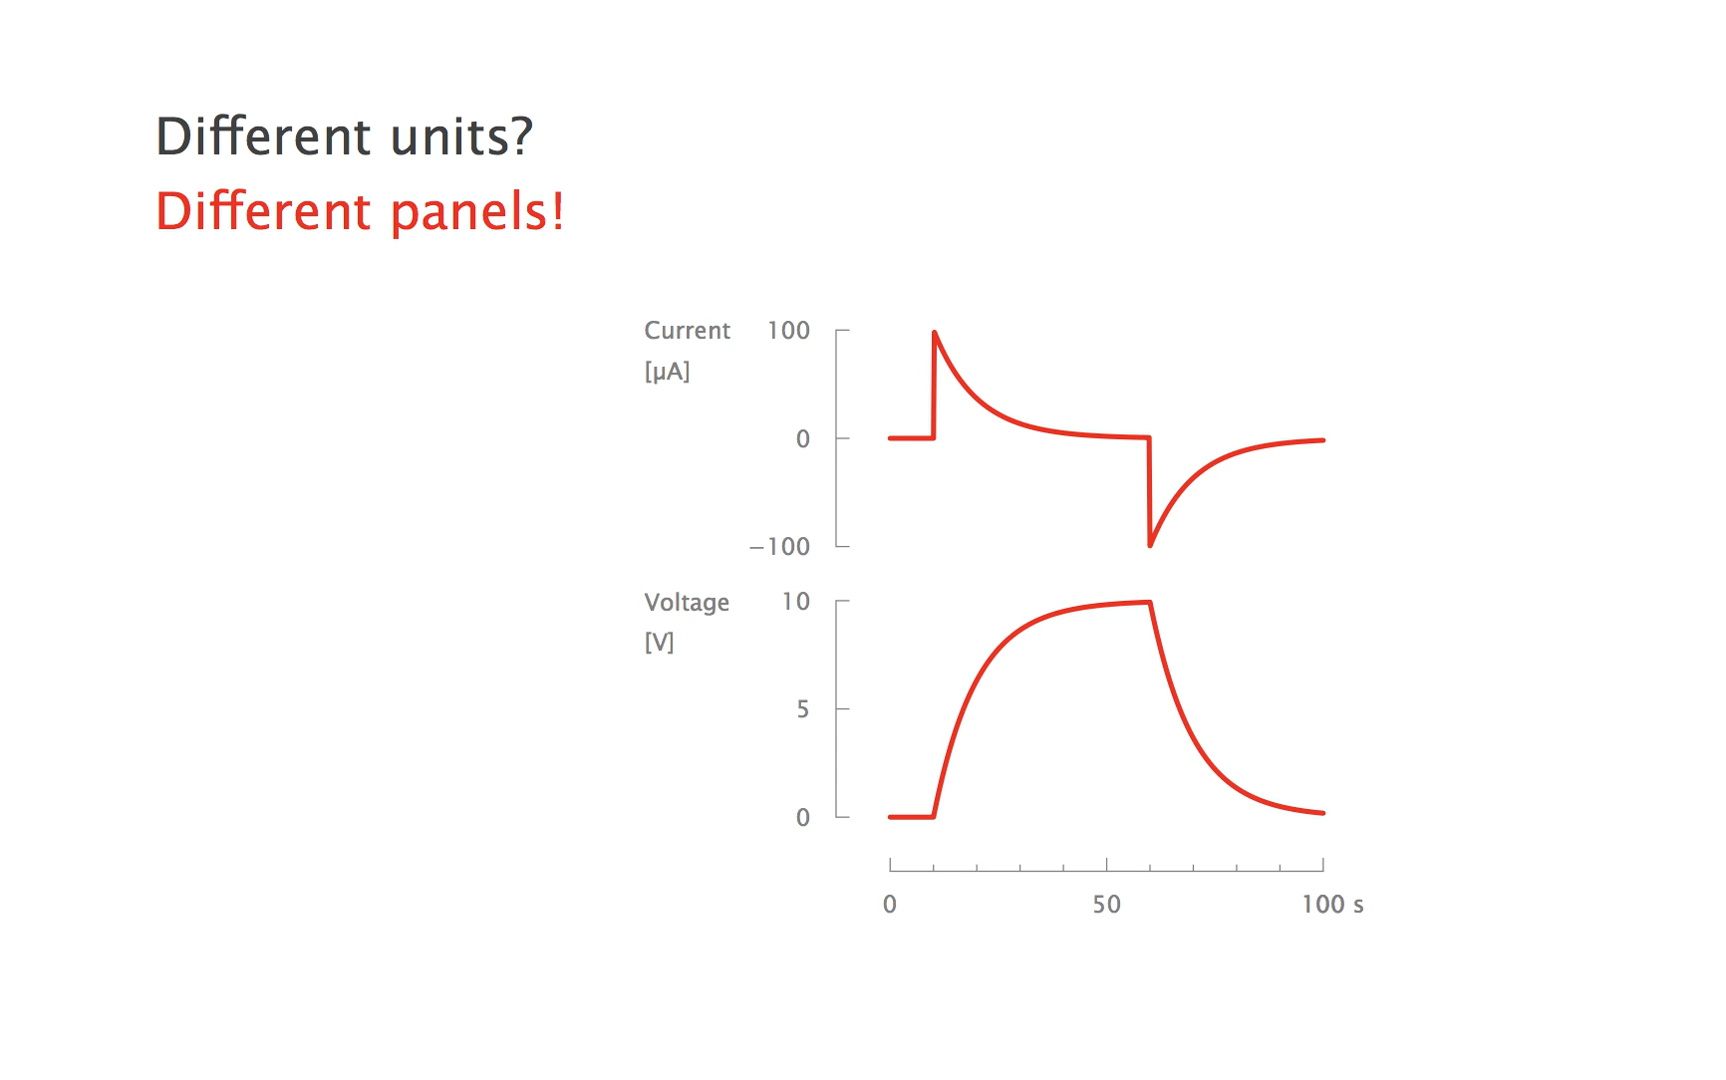 Different units?
Different panels!
Current 100
[µA]
0
−100
Voltage 10
[V]
5
0
0 50 100 s